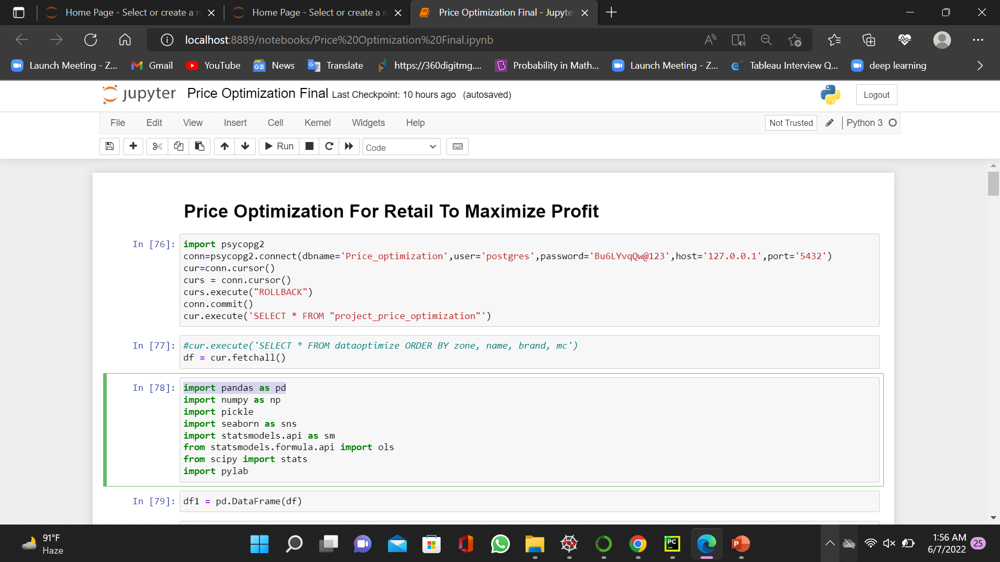 Home Page - Select or create a n
Home Page - Select or create a n
Price Optimization Final - Jupyte
localhost:8889/notebooks/Price%20Optimization%20Final.ipynb
Launch Meeting - Z...
Gmail
YouTube
News
Translate
https://360digitmg....
Probability in Math...
Launch Meeting - Z...
Tableau Interview Q...
deep learning
jupyter Price Optimization Final Last Checkpoint: 10 hours ago (autosaved)
Logout
File Edit View Insert Cell Kernel Widgets Help
Not Trusted
Python 3
Run
Code
Price Optimization For Retail To Maximize Profit
In [76]: import psycopg2
conn=psycopg2.connect(dbname='Price_optimization',user='postgres',password='Bu6LYvqQw@123',host='127.0.0.1',port='5432')
cur=conn.cursor()
curs = conn.cursor()
curs.execute("ROLLBACK")
conn.commit()
cur.execute('SELECT * FROM "project_price_optimization"')
In [77]: #cur.execute('SELECT * FROM dataoptimize ORDER BY zone, name, brand, mc')
df = cur.fetchall()
In [78]: import pandas as pd
import numpy as np
import pickle
import seaborn as sns
import statsmodels.api as sm
from statsmodels.formula.api import ols
from scipy import stats
import pylab
In [79]: df1 = pd.DataFrame(df)
91°F
Haze
1:56 AM
6/7/2022
25